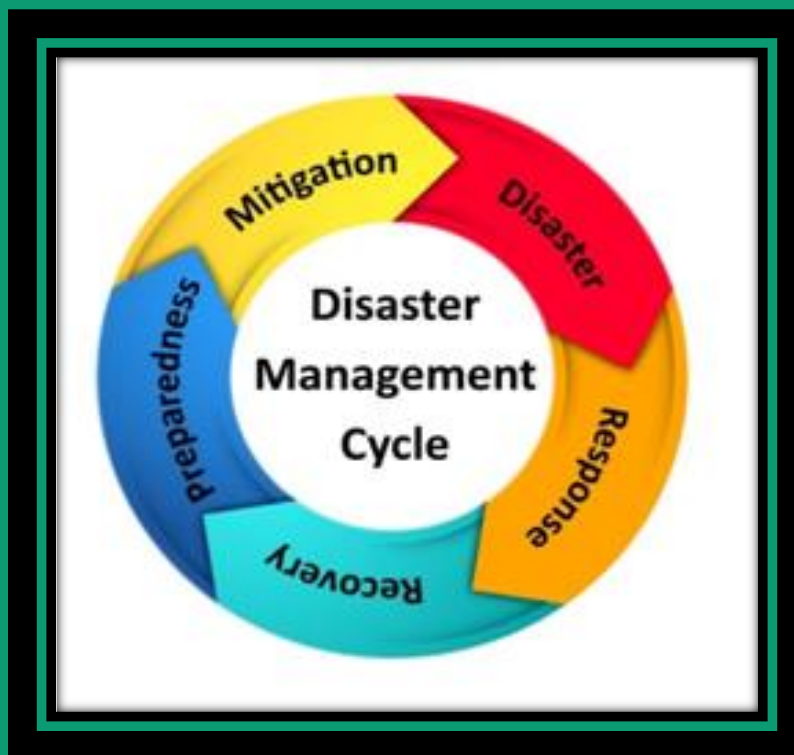 Disaster
Management
Cycle
Mitigation
Disaster
Response
Recovery
Preparedness